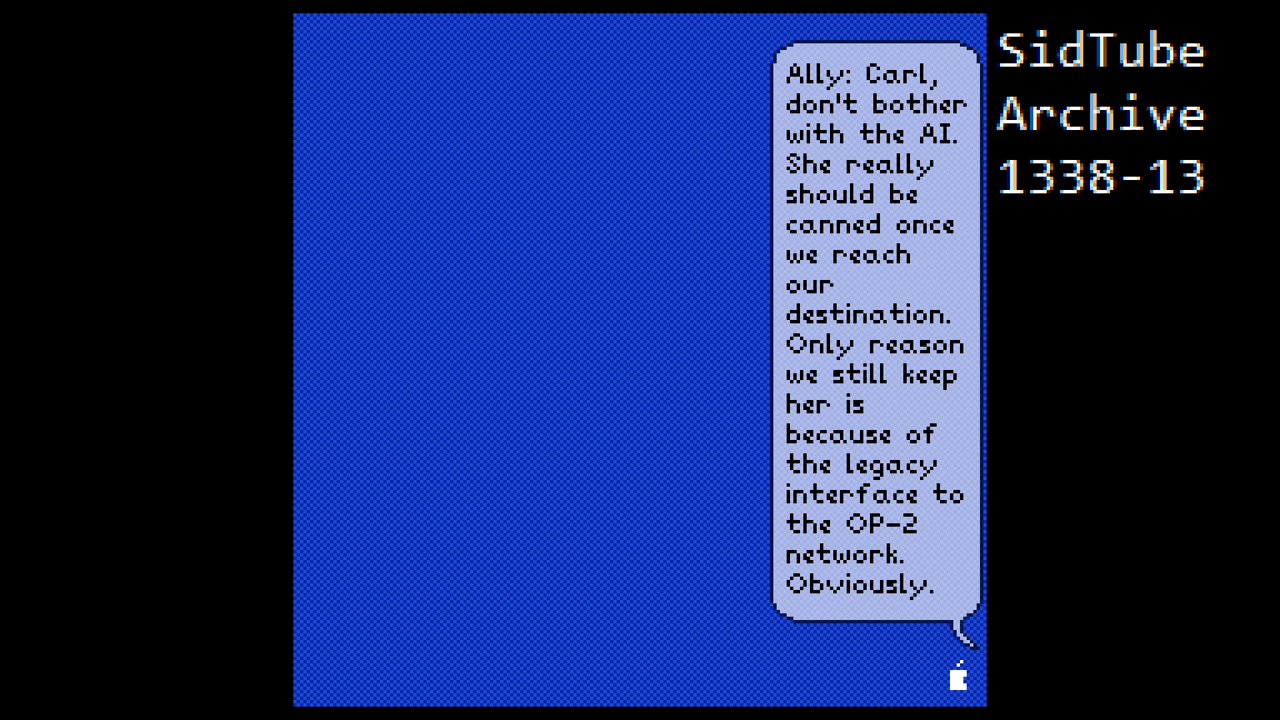 Ally: Carl,
don't bother
with the AI.
She really
should be
canned once
we reach
our
destination.
Only reason
we still keep
her is
because of
the legacy
interface to
the OP-2
network.
Obviously.
SidTube
Archive
1338-13